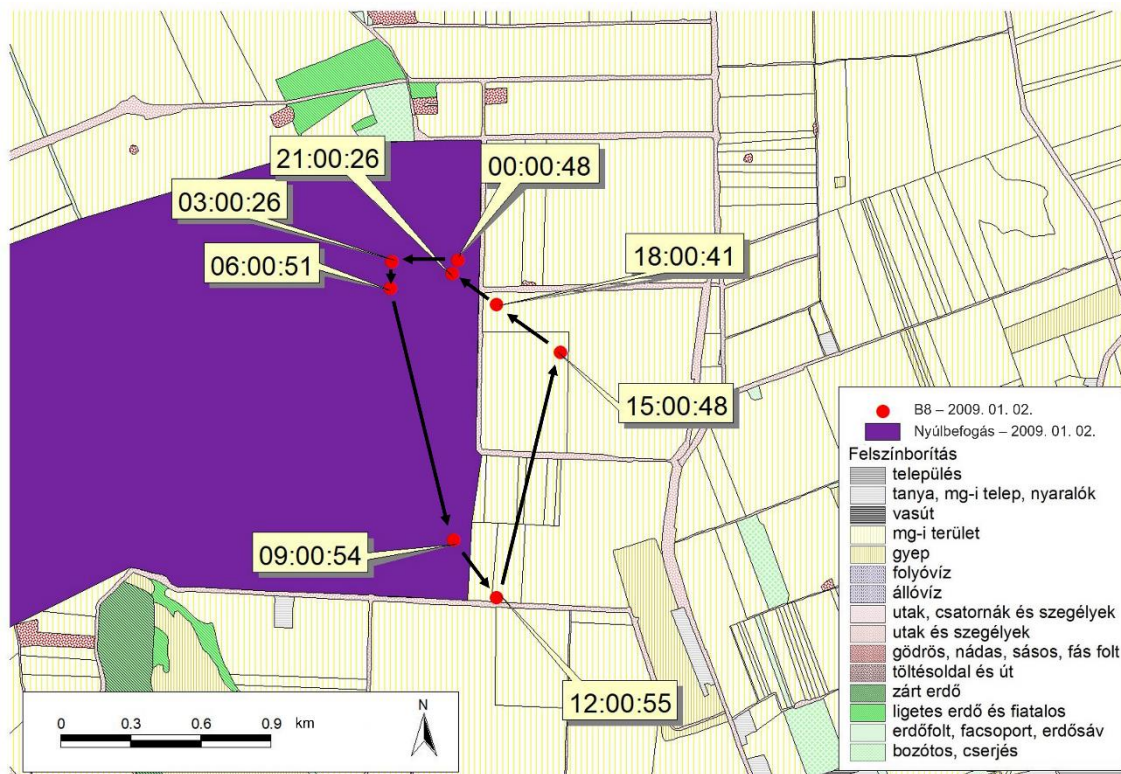 21:00:26
00:00:48
03:00:26
06:00:51
18:00:41
15:00:48
09:00:54
12:00:55
B8 – 2009. 01. 02.
Nyúlbefogás – 2009. 01. 02.
Felszínborítás
település
tanya, mg-i telep, nyaralók
vasút
mg-i terület
gyep
folyóvíz
állóvíz
utak, csatornák és szegélyek
utak és szegélyek
gödrös, nádas, sásos, fás folt
töltésoldal és út
zárt erdő
ligetes erdő és fiatalos
erdőfolt, facsoport, erdősáv
bozótos, cserjés
0 0.3 0.6 0.9 km
N